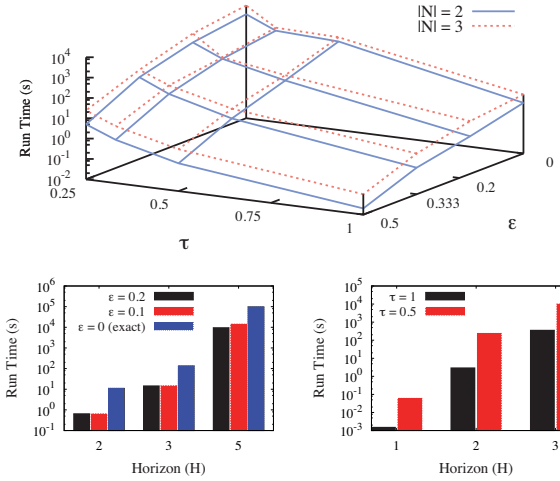 |N| = 2
|N| = 3
Run Time (s)
10^4
10^3
10^2
10^1
10^0
10^-1
10^-2
0.25
0.5
0.75
1
τ
0.5
0.333
0.2
0
ε
Run Time (s)
10^6
10^5
10^4
10^3
10^2
10^1
10^0
10^-1
ε = 0.2
ε = 0.1
ε = 0 (exact)
2
3
5
Horizon (H)
Run Time (s)
10^5
10^4
10^3
10^2
10^1
10^0
10^-1
10^-2
10^-3
τ = 1
τ = 0.5
1
2
3
Horizon (H)